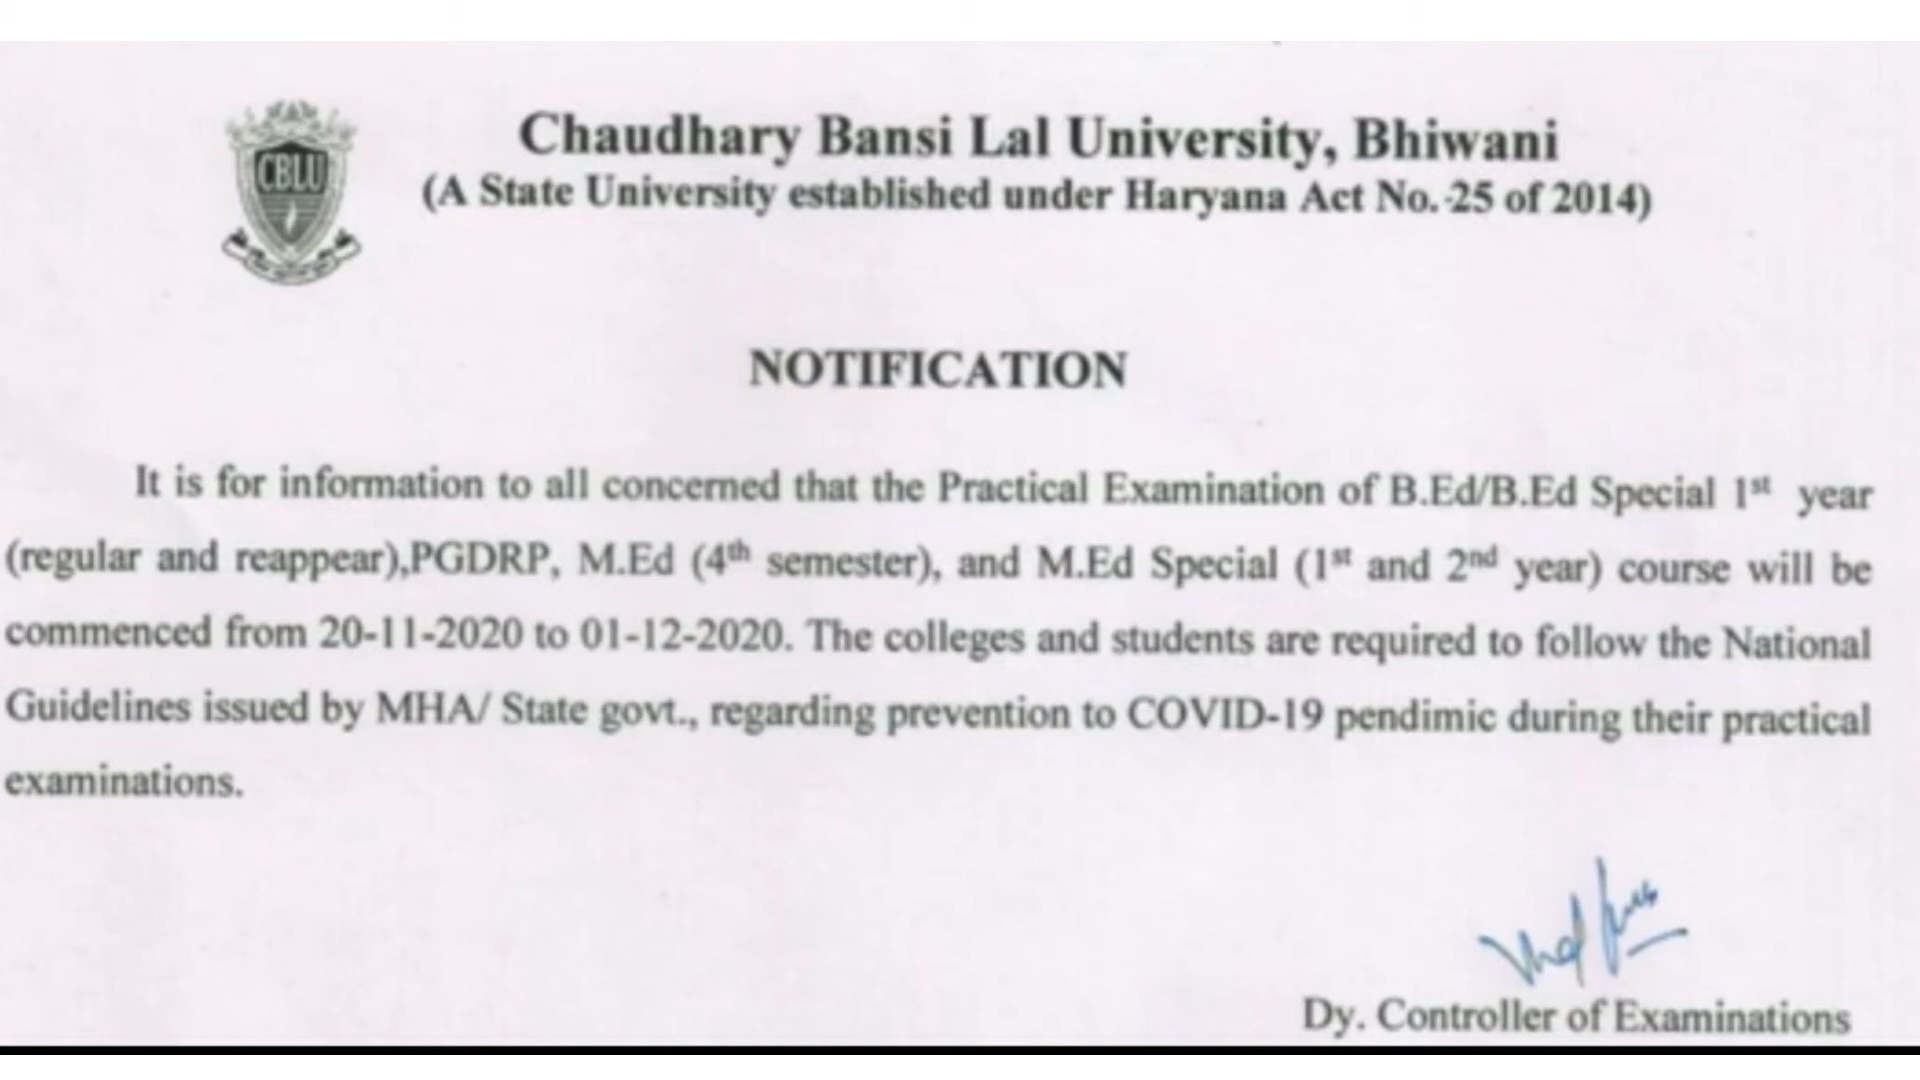 CBLU
Chaudhary Bansi Lal University, Bhiwani
(A State University established under Haryana Act No. 25 of 2014)
NOTIFICATION
It is for information to all concerned that the Practical Examination of B.Ed/B.Ed Special 1st year
(regular and reappear),PGDRP, M.Ed (4th semester), and M.Ed Special (1st and 2nd year) course will be
commenced from 20-11-2020 to 01-12-2020. The colleges and students are required to follow the National
Guidelines issued by MHA/ State govt., regarding prevention to COVID-19 pendimic during their practical
examinations.
Dy. Controller of Examinations